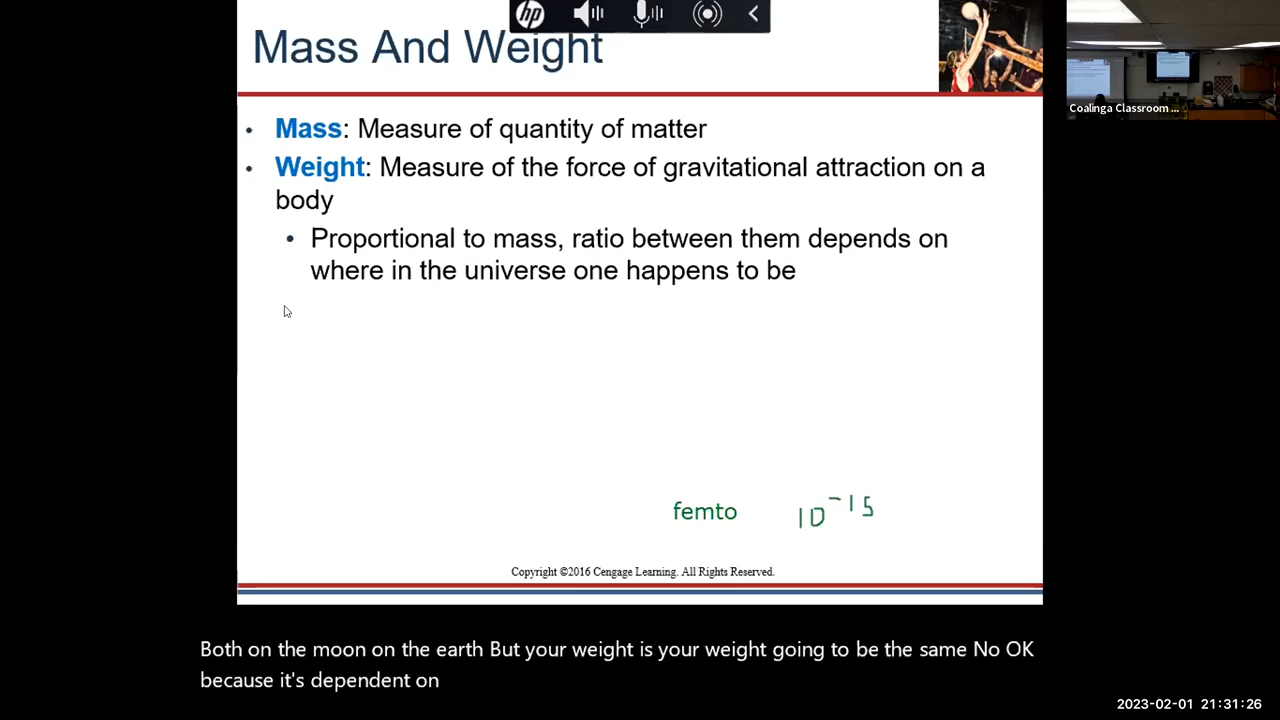 hp
Mass And Weight
Coalinga Classroom ...
• Mass: Measure of quantity of matter
• Weight: Measure of the force of gravitational attraction on a
body
• Proportional to mass, ratio between them depends on
where in the universe one happens to be
femto 10⁻¹⁵
Copyright ©2016 Cengage Learning. All Rights Reserved.
Both on the moon on the earth But your weight is your weight going to be the same No OK
because it's dependent on
2023-02-01 21:31:26